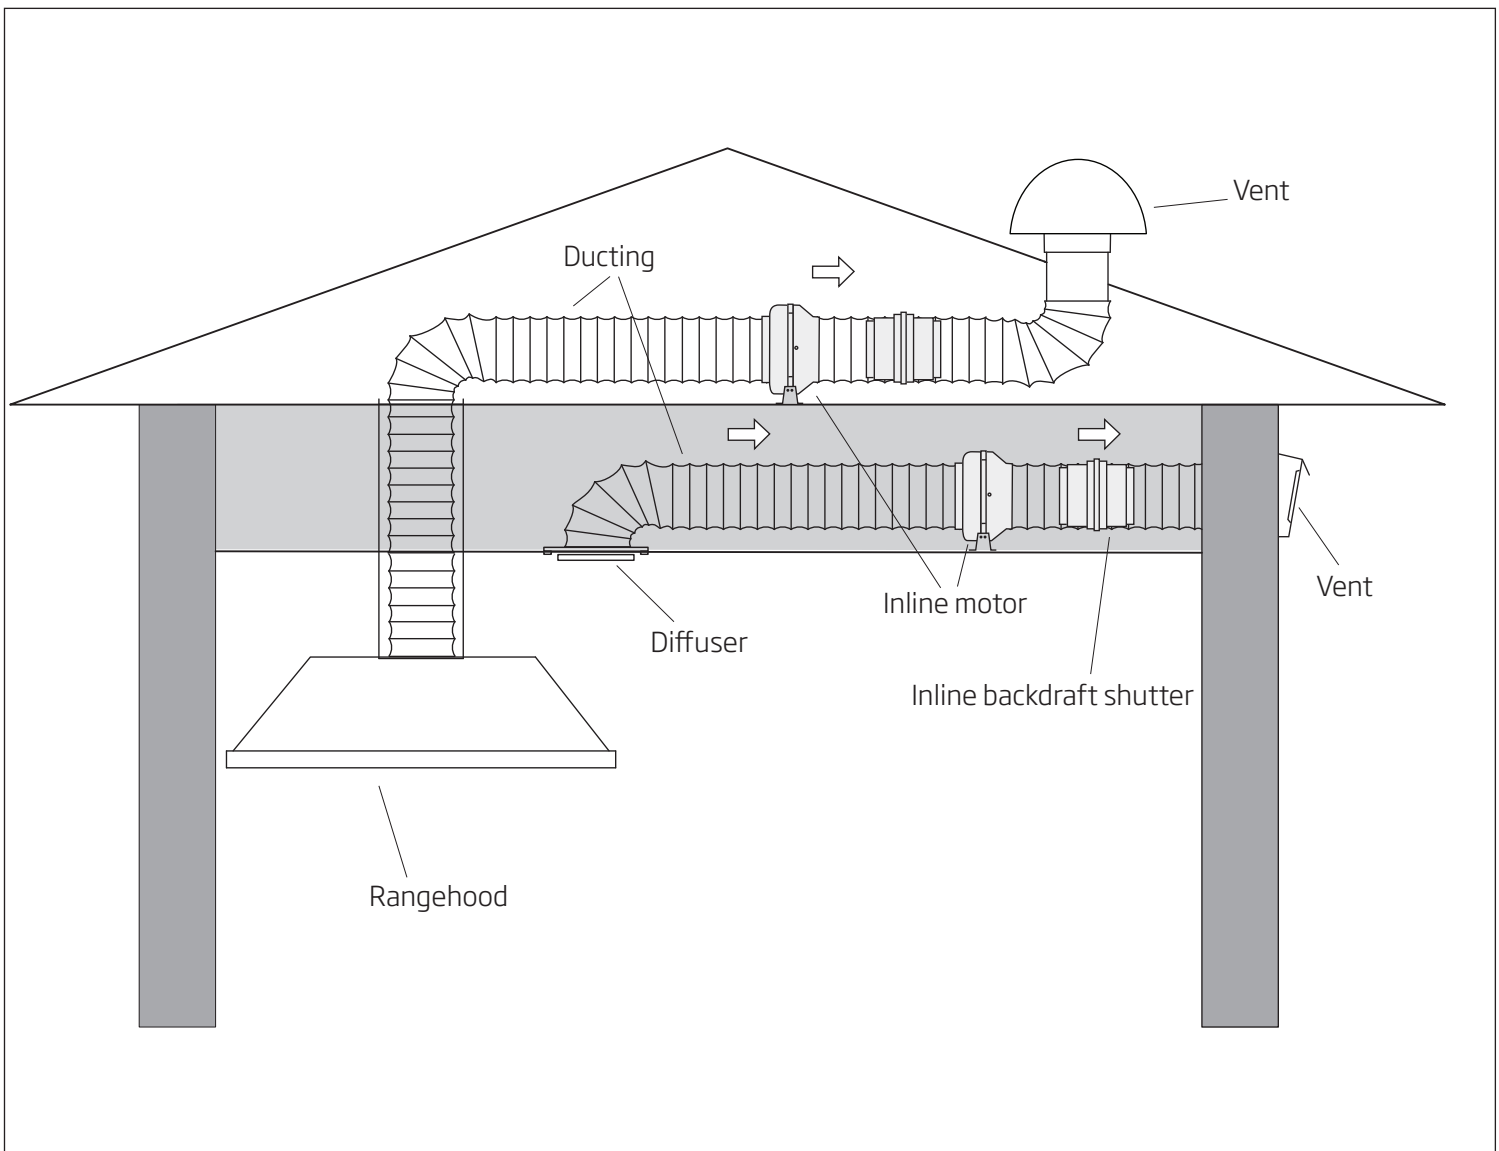 Vent
Ducting
Vent
Inline motor
Diffuser
Inline backdraft shutter
Rangehood